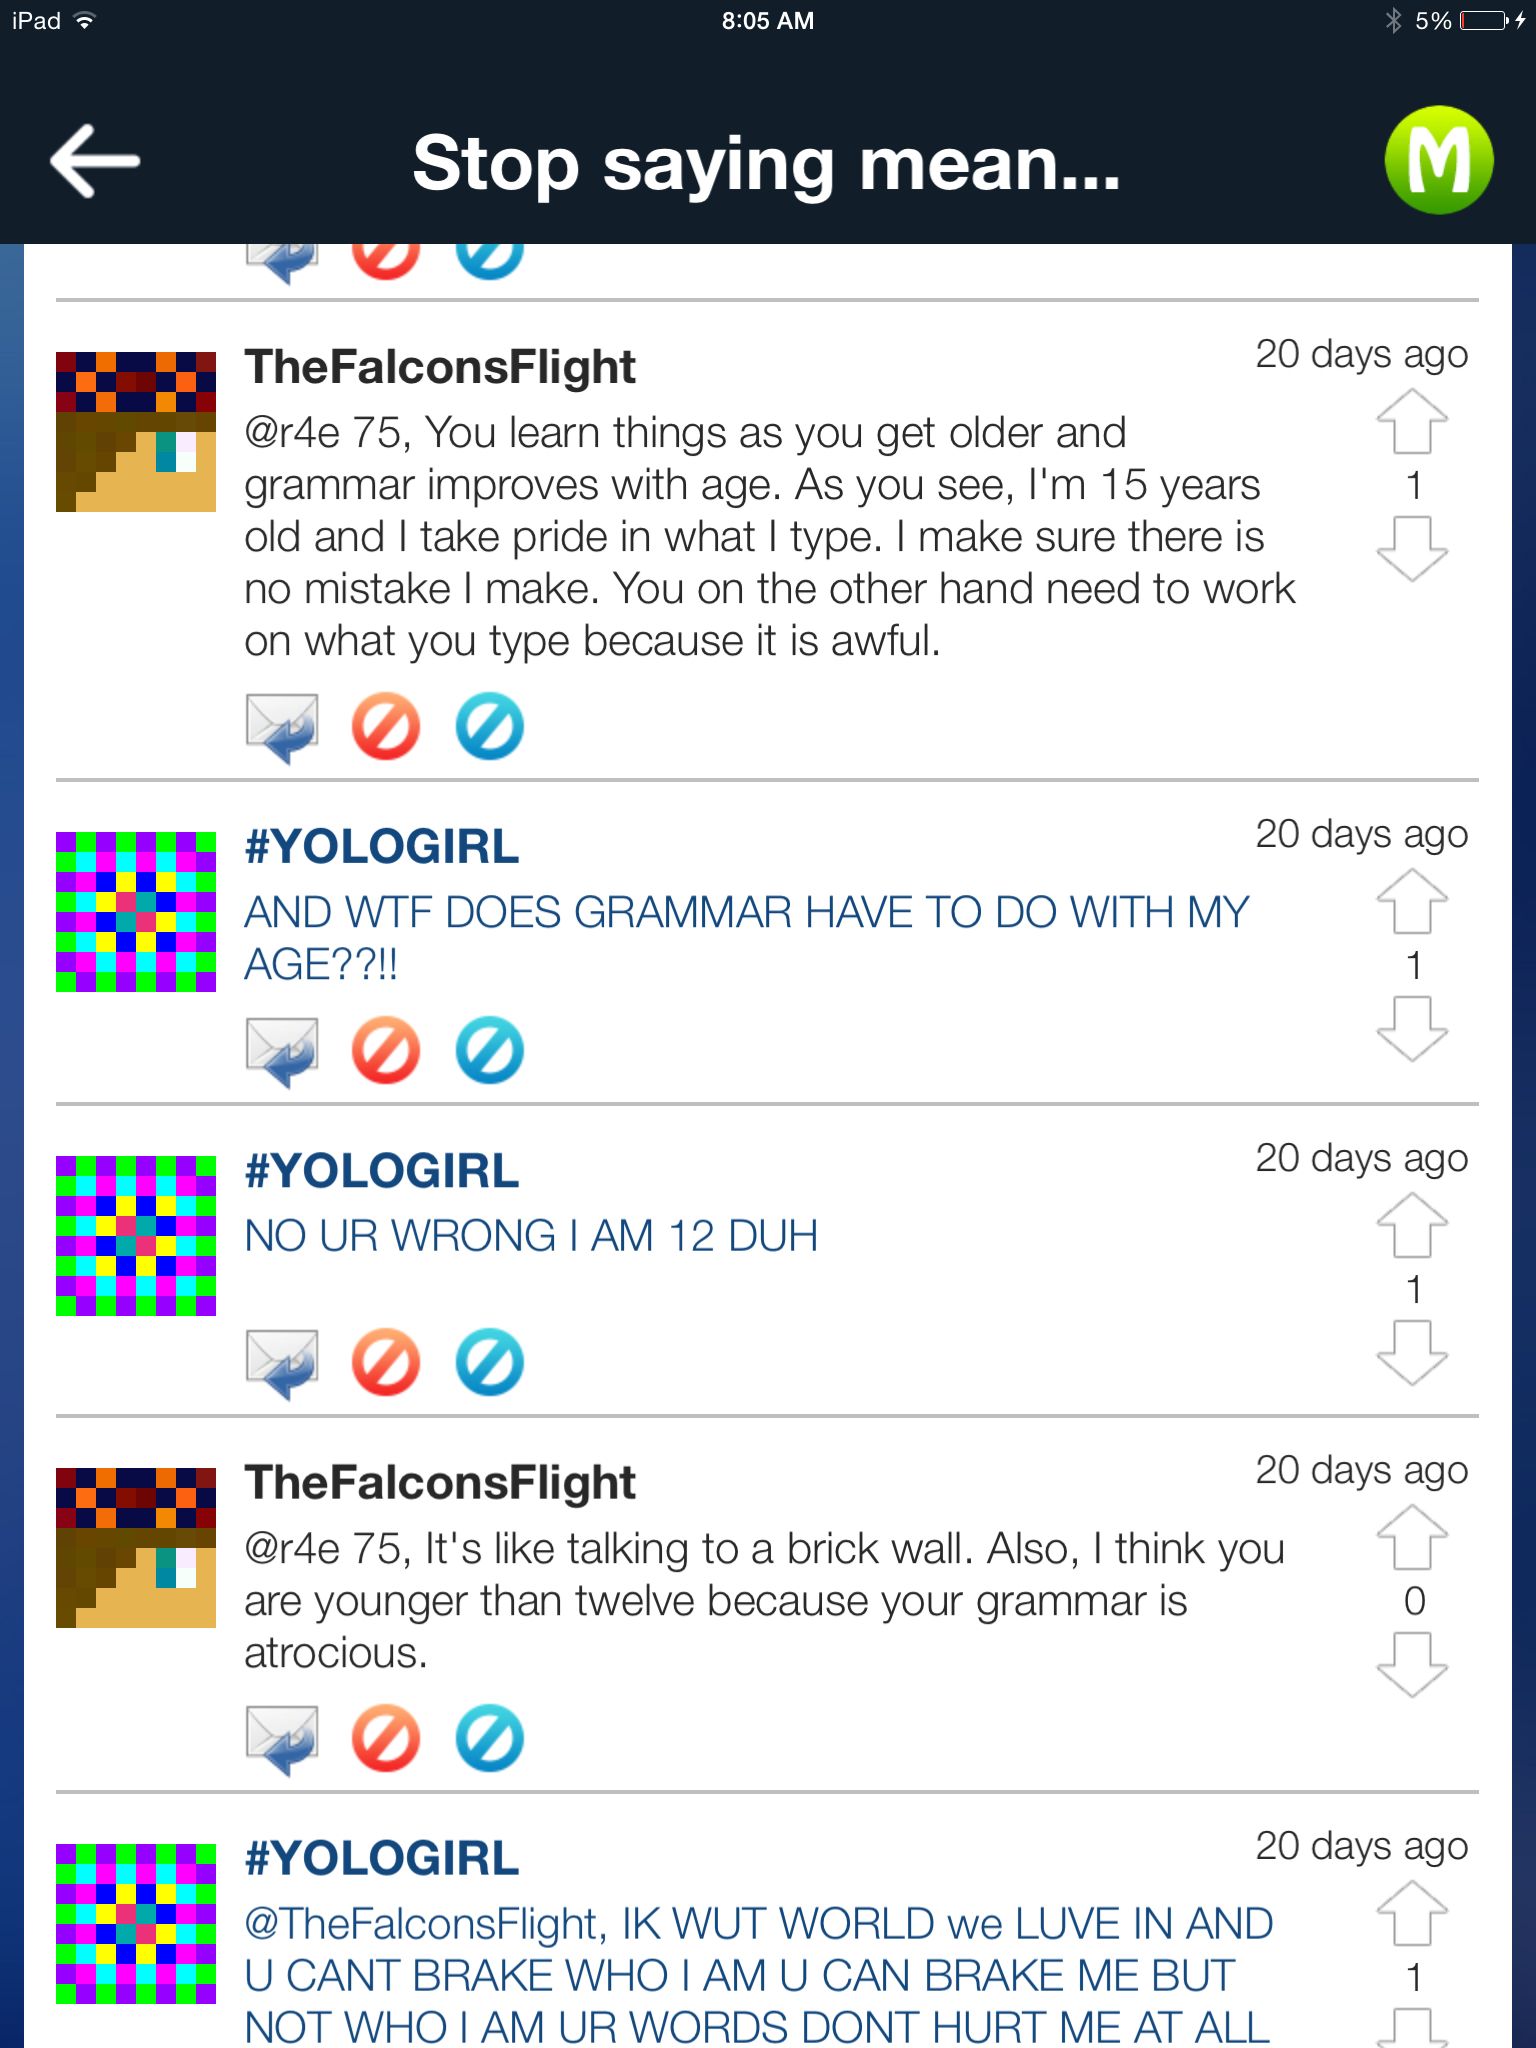 iPad 8:05 AM 5%
Stop saying mean...
M
TheFalconsFlight
20 days ago
@r4e 75, You learn things as you get older and
grammar improves with age. As you see, I'm 15 years
old and I take pride in what I type. I make sure there is
no mistake I make. You on the other hand need to work
on what you type because it is awful.
1
#YOLOGIRL
20 days ago
AND WTF DOES GRAMMAR HAVE TO DO WITH MY
AGE??!!
1
#YOLOGIRL
20 days ago
NO UR WRONG I AM 12 DUH
1
TheFalconsFlight
20 days ago
@r4e 75, It's like talking to a brick wall. Also, I think you
are younger than twelve because your grammar is
atrocious.
0
#YOLOGIRL
20 days ago
@TheFalconsFlight, IK WUT WORLD we LUVE IN AND
U CANT BRAKE WHO I AM U CAN BRAKE ME BUT
NOT WHO I AM UR WORDS DONT HURT ME AT ALL
1